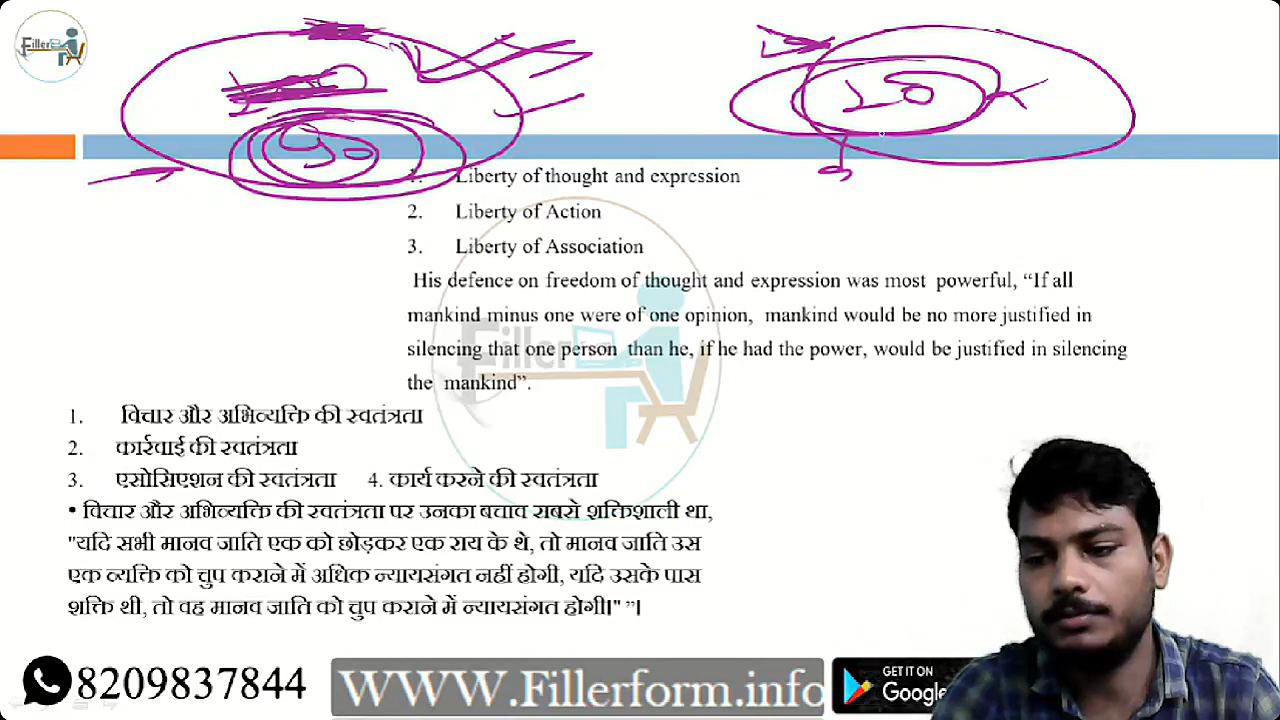 Filler
90
10
1. Liberty of thought and expression
2. Liberty of Action
3. Liberty of Association
His defence on freedom of thought and expression was most powerful, “If all
mankind minus one were of one opinion, mankind would be no more justified in
silencing that one person than he, if he had the power, would be justified in silencing
the mankind”.
Filler
1. विचार और अभिव्यक्ति की स्वतंत्रता
2. कार्रवाई की स्वतंत्रता
3. एसोसिएशन की स्वतंत्रता 4. कार्य करने की स्वतंत्रता
• विचार और अभिव्यक्ति की स्वतंत्रता पर उनका बचाव सबसे शक्तिशाली था,
"यदि सभी मानव जाति एक को छोड़कर एक राय के थे, तो मानव जाति उस
एक व्यक्ति को चुप कराने में अधिक न्यायसंगत नहीं होगी, यदि उसके पास
शक्ति थी, तो वह मानव जाति को चुप कराने में न्यायसंगत होगी।" ”।
8209837844
WWW.Fillerform.info
GET IT ON
Google